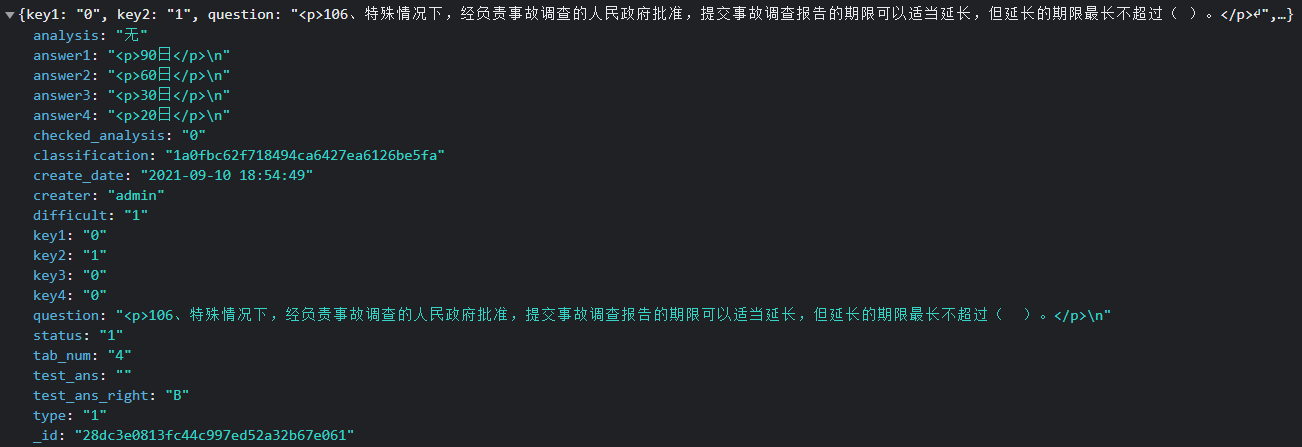 ▼{key1: "0", key2: "1", question: "<p>106、特殊情况下，经负责事故调查的人民政府批准，提交事故调查报告的期限可以适当延长，但延长的期限最长不超过（ ）。</p>↵",…}
analysis: "无"
answer1: "<p>90日</p>\n"
answer2: "<p>60日</p>\n"
answer3: "<p>30日</p>\n"
answer4: "<p>20日</p>\n"
checked_analysis: "0"
classification: "1a0fbc62f718494ca6427ea6126be5fa"
create_date: "2021-09-10 18:54:49"
creater: "admin"
difficult: "1"
key1: "0"
key2: "1"
key3: "0"
key4: "0"
question: "<p>106、特殊情况下，经负责事故调查的人民政府批准，提交事故调查报告的期限可以适当延长，但延长的期限最长不超过（  ）。</p>\n"
status: "1"
tab_num: "4"
test_ans: ""
test_ans_right: "B"
type: "1"
_id: "28dc3e0813fc44c997ed52a32b67e061"